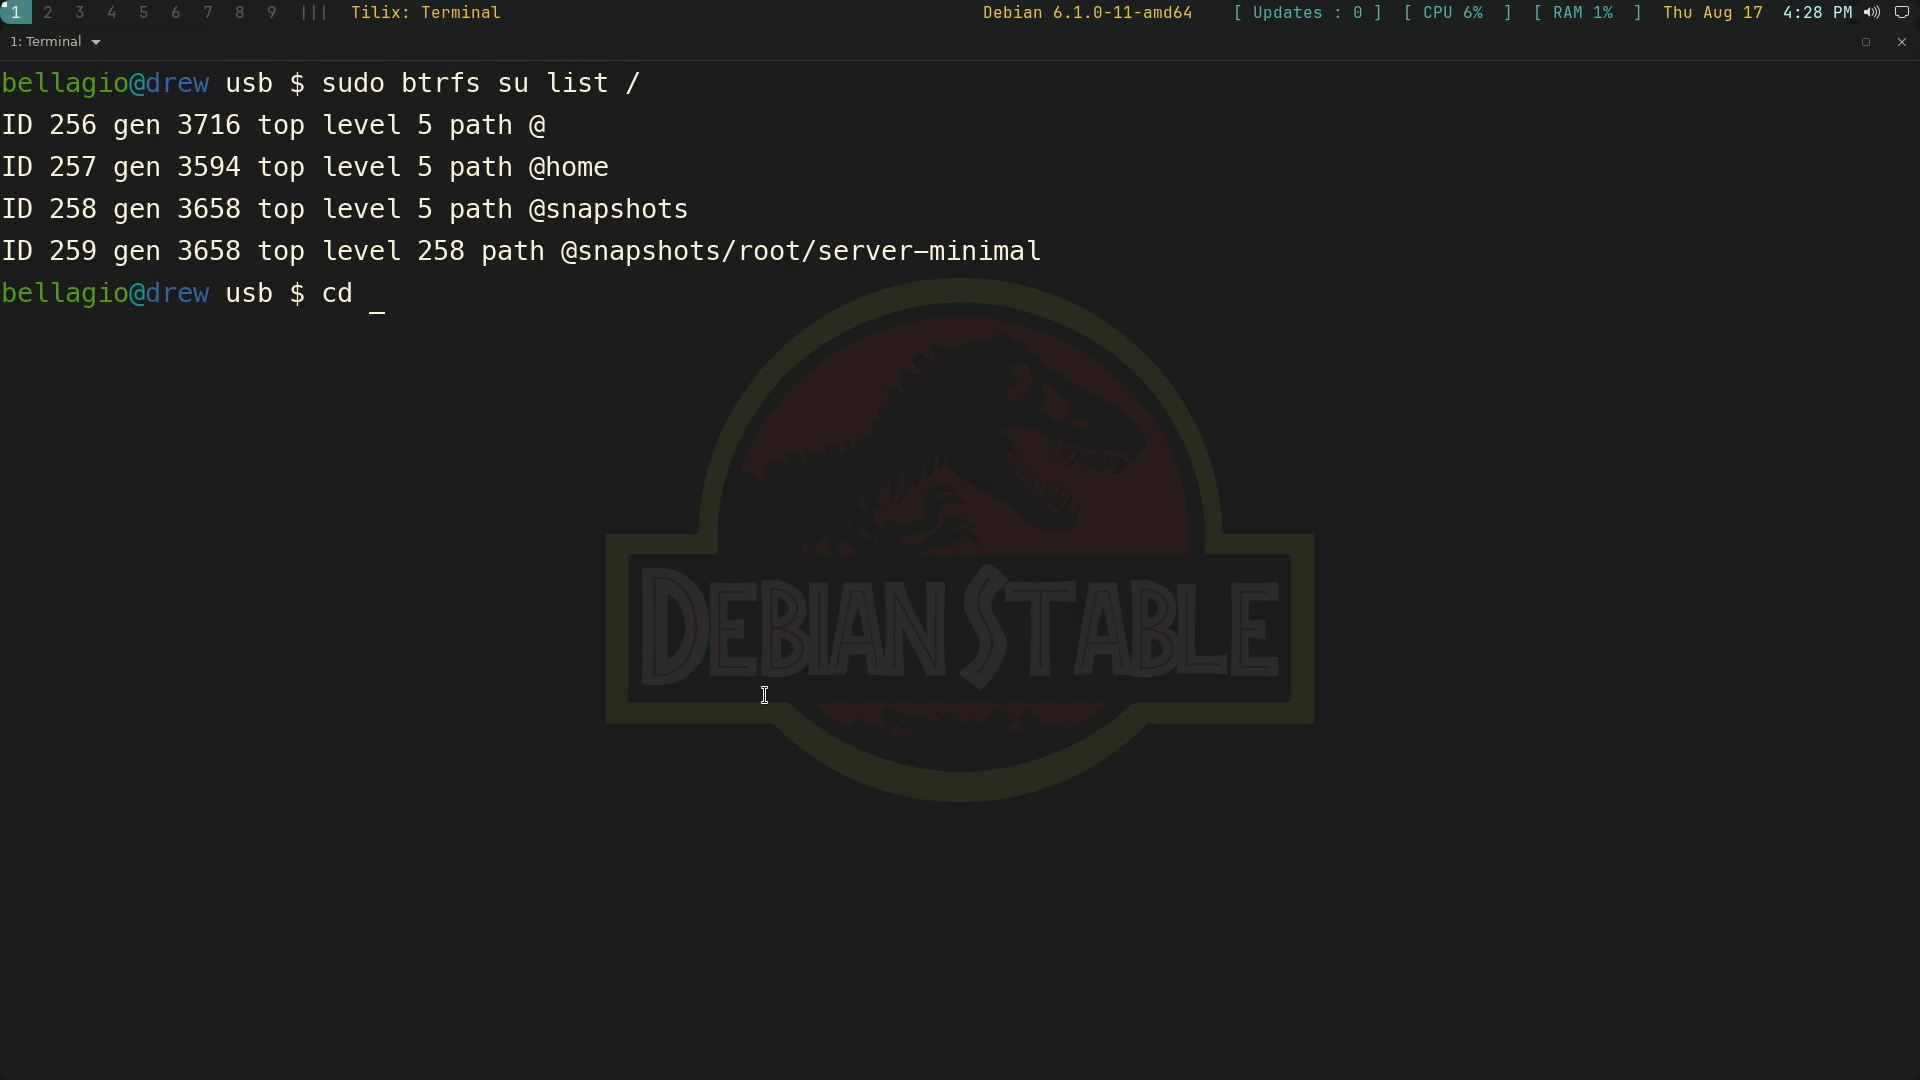 1 2 3 4 5 6 7 8 9 ||| Tilix: Terminal Debian 6.1.0-11-amd64 [ Updates : 0 ] [ CPU 6% ] [ RAM 1% ] Thu Aug 17 4:28 PM
1: Terminal
bellagio@drew usb $ sudo btrfs su list /
ID 256 gen 3716 top level 5 path @
ID 257 gen 3594 top level 5 path @home
ID 258 gen 3658 top level 5 path @snapshots
ID 259 gen 3658 top level 258 path @snapshots/root/server-minimal
bellagio@drew usb $ cd _
DEBIAN STABLE